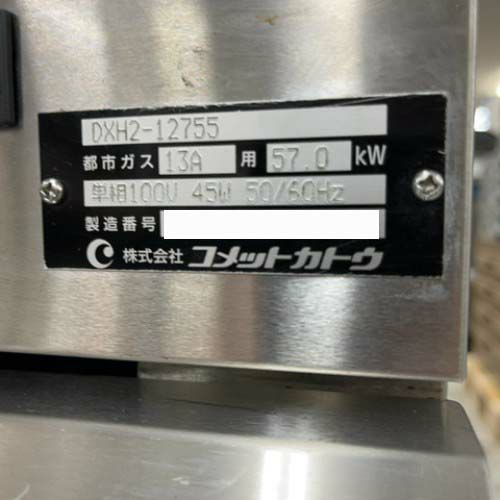 DXH2-12755
都市ガス 13A 用 57.0 kW
単相100V 45W 50/60Hz
製造番号
株式会社 コメットカトウ